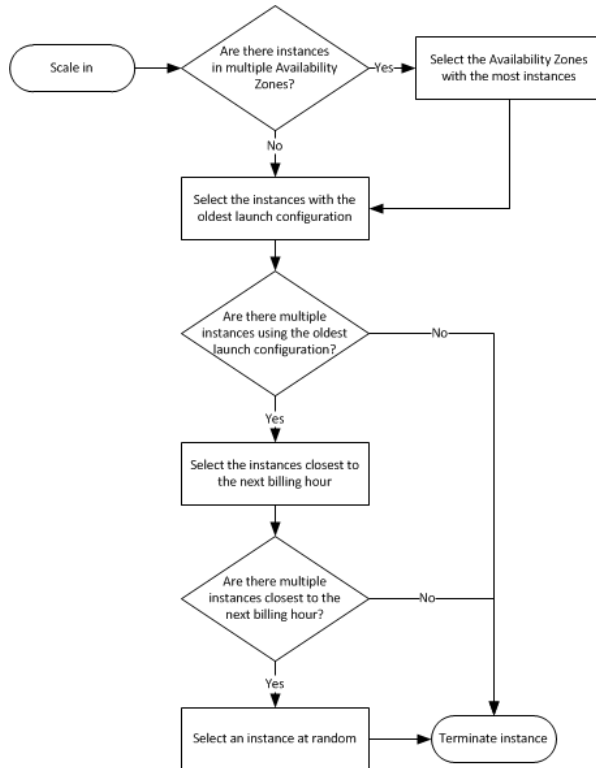 Scale in
Are there instances
in multiple Availability
Zones?
Yes
Select the Availability Zones
with the most instances
No
Select the instances with the
oldest launch configuration
Are there multiple
instances using the oldest
launch configuration?
No
Yes
Select the instances closest to
the next billing hour
Are there multiple
instances closest to the
next billing hour?
No
Yes
Select an instance at random
Terminate instance